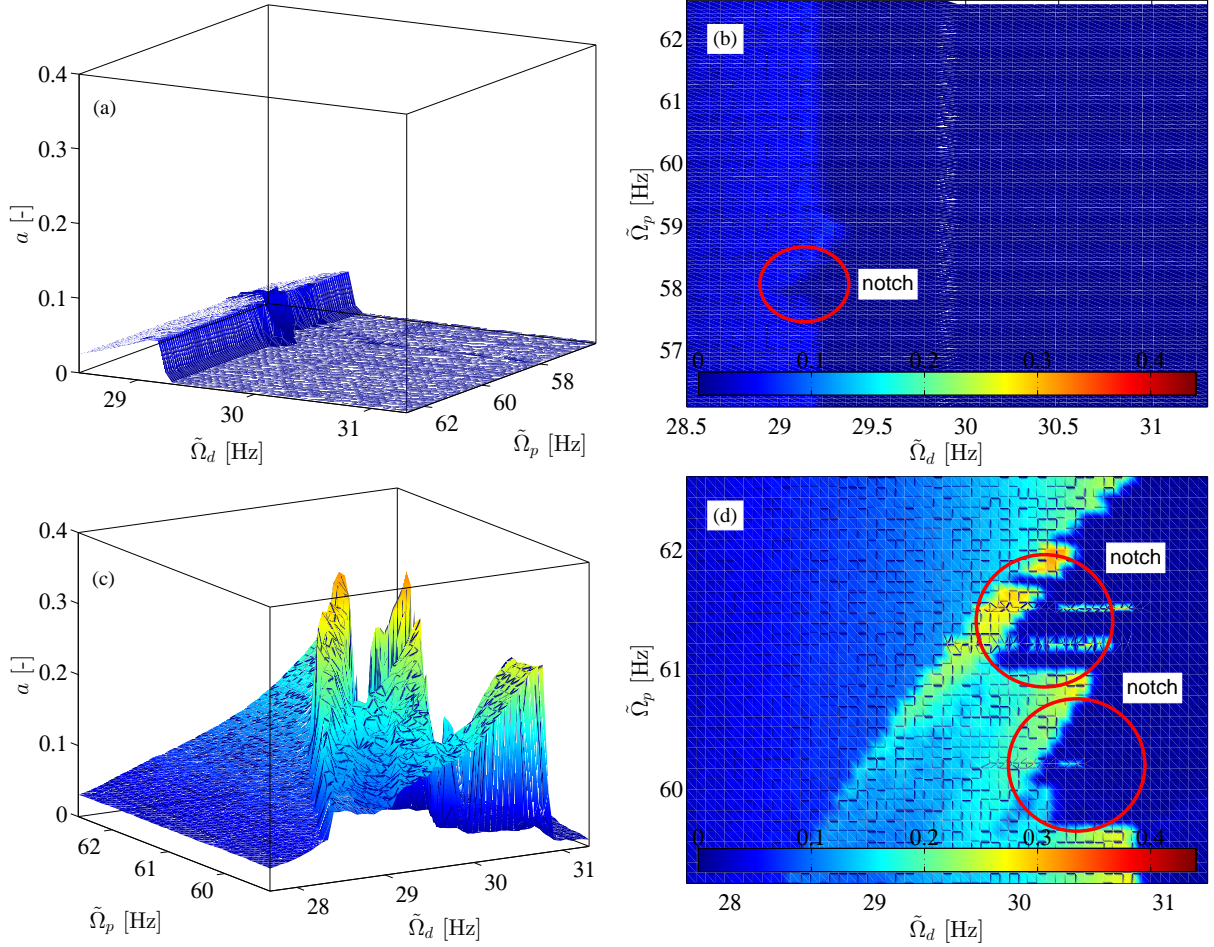 (a)
0.4
0.3
0.2
0.1
0
a [-]
29
30
31
Ω̃_d [Hz]
62
60
58
Ω̃_p [Hz]
(b)
62
61
60
59
58
57
Ω̃_p [Hz]
notch
0 0.1 0.2 0.3 0.4
28.5 29 29.5 30 30.5 31
Ω̃_d [Hz]
(c)
0.4
0.3
0.2
0.1
0
a [-]
62
61
60
Ω̃_p [Hz]
28
29
30
31
Ω̃_d [Hz]
(d)
62
61
60
Ω̃_p [Hz]
notch
notch
0 0.1 0.2 0.3 0.4
28 29 30 31
Ω̃_d [Hz]